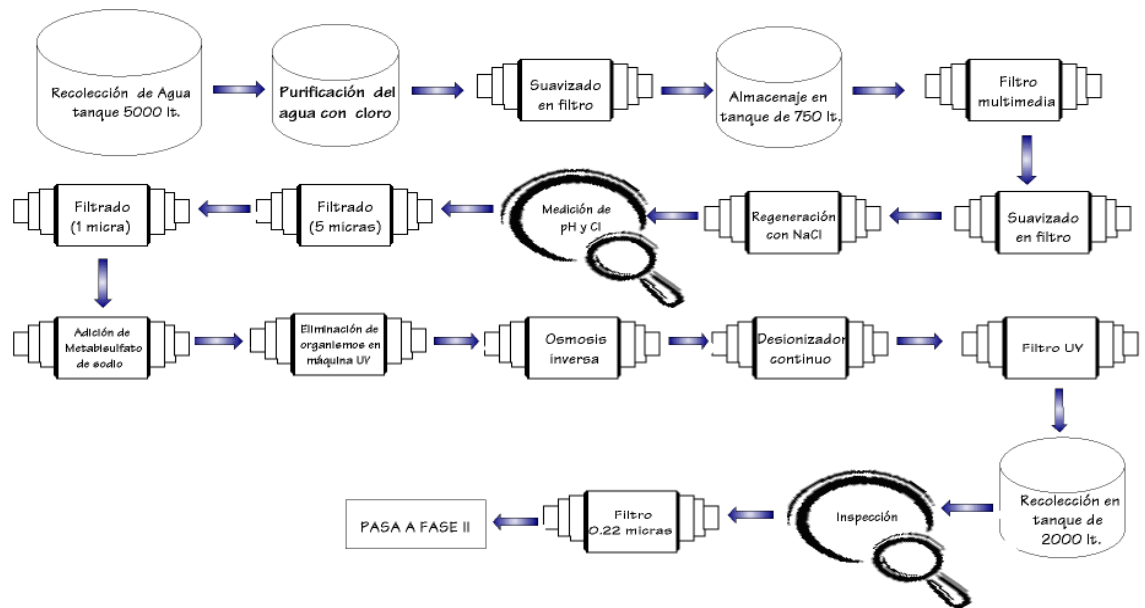 Recolección de Agua
tanque 5000 lt.
Purificación del
agua con cloro
Suavizado
en filtro
Almacenaje en
tanque de 750 lt.
Filtro
multimedia
Filtrado
(1 micra)
Filtrado
(5 micras)
Medición de
pH y Cl
Regeneración
con NaCl
Suavizado
en filtro
Adición de
Metabisulfato
de sodio
Eliminación de
organismos en
máquina UV
Osmosis
inversa
Desionizador
continuo
Filtro UV
PASA A FASE II
Filtro
0.22 micras
Inspección
Recolección en
tanque de
2000 lt.